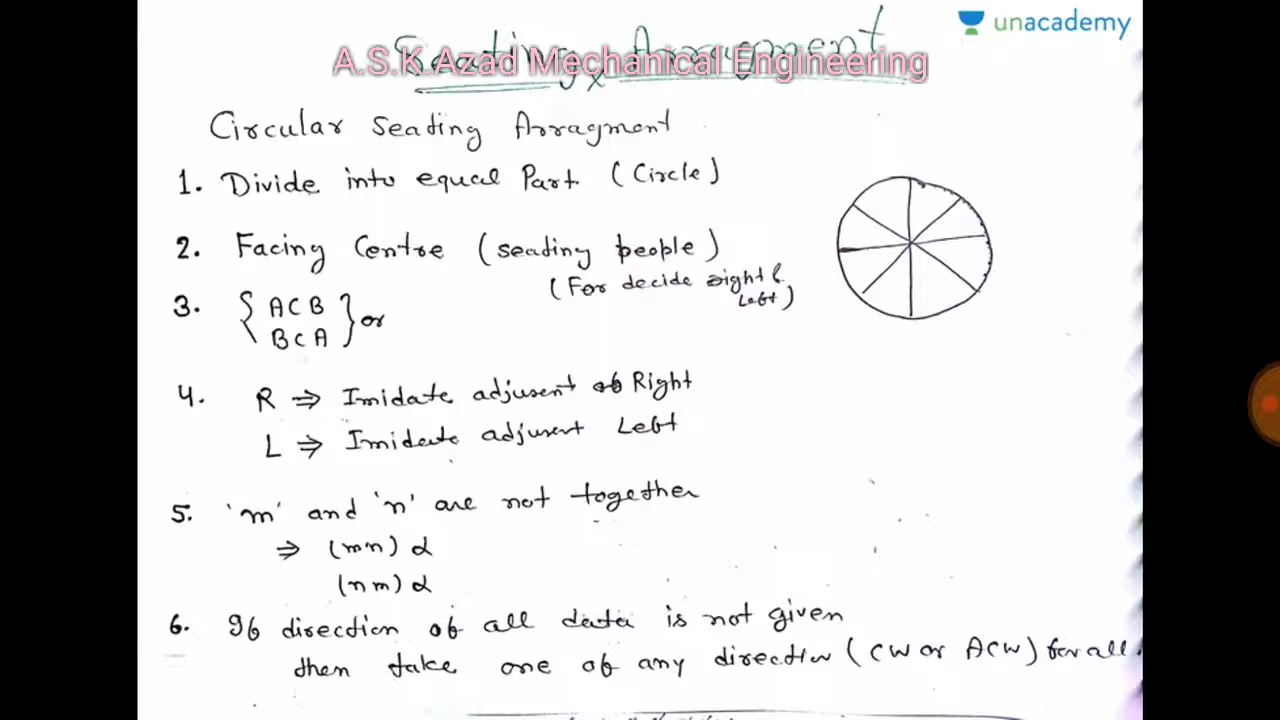 unacademy
Seating Arragment
A.S.K.Azad Mechanical Engineering
Circular Seating Arragment
1. Divide into equal Part (Circle)
2. Facing Centre (seating people)
(For decide right &
Left)
3. { ACB
BCA } or
4. R ⇒ Imidate adjusent of Right
L ⇒ Imideate adjusent Left
5. 'm' and 'n' are not together
⇒ (mn) α
(nm) α
6. If direction of all data is not given
then take one of any direction (CW or ACW) for all.